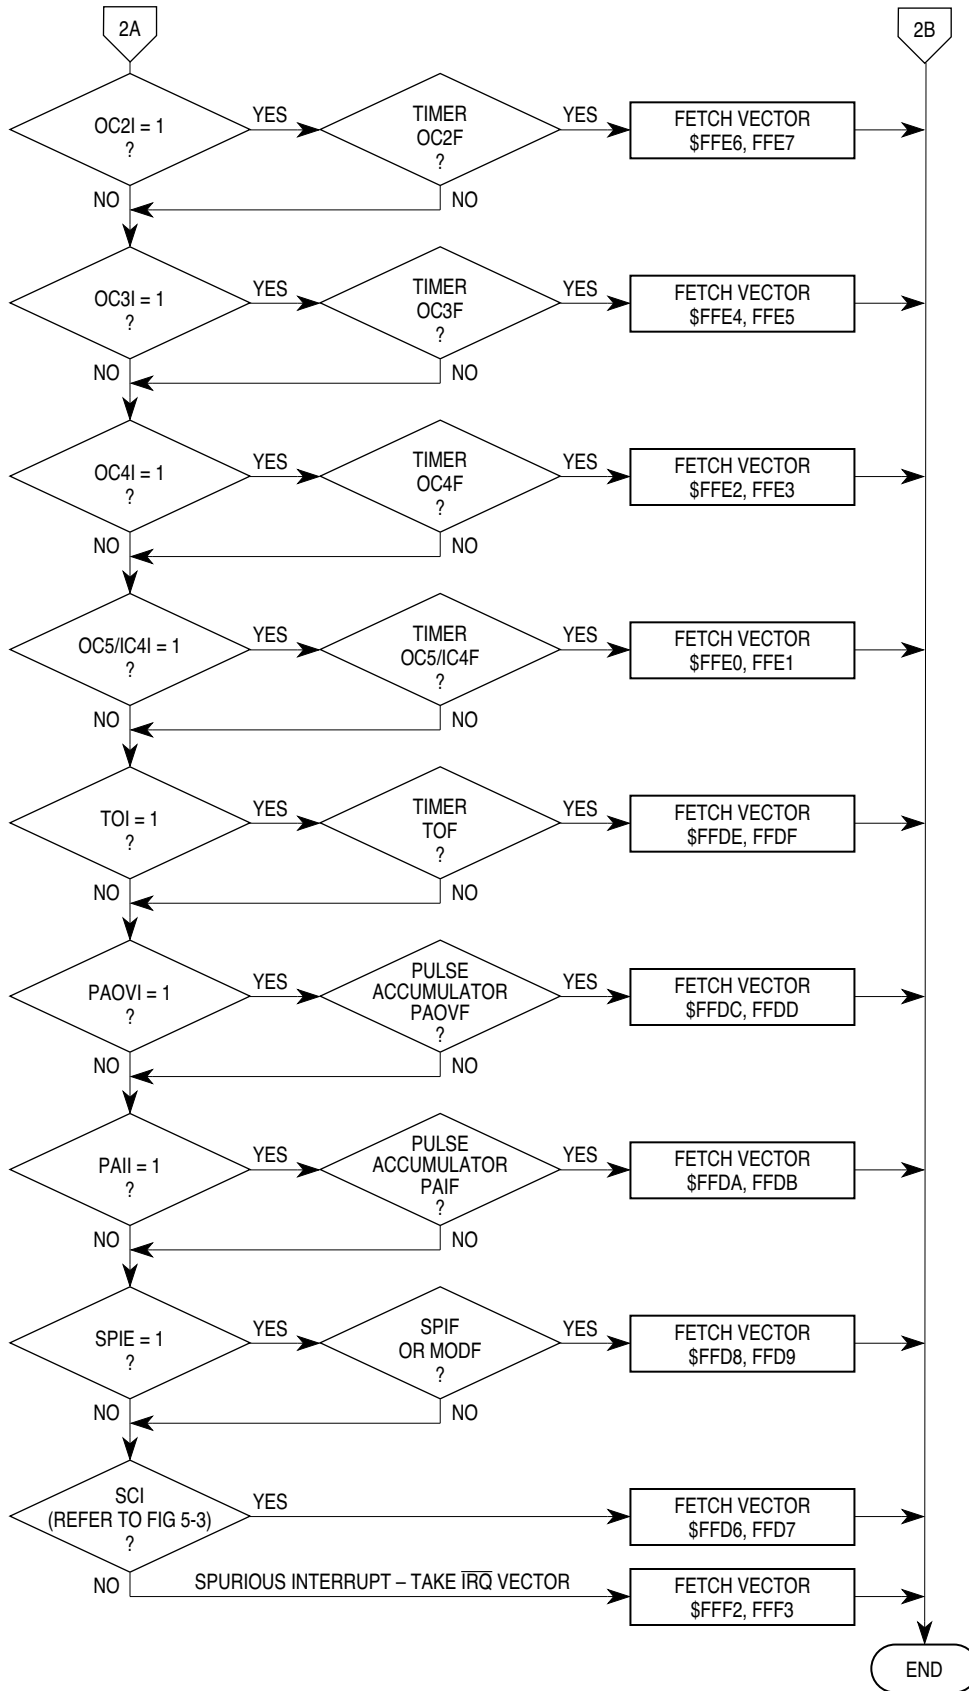 2A
2B
OC2I = 1
?
YES
TIMER
OC2F
?
YES
FETCH VECTOR
$FFE6, FFE7
NO
NO
OC3I = 1
?
YES
TIMER
OC3F
?
YES
FETCH VECTOR
$FFE4, FFE5
NO
NO
OC4I = 1
?
YES
TIMER
OC4F
?
YES
FETCH VECTOR
$FFE2, FFE3
NO
NO
OC5/IC4I = 1
?
YES
TIMER
OC5/IC4F
?
YES
FETCH VECTOR
$FFE0, FFE1
NO
NO
TOI = 1
?
YES
TIMER
TOF
?
YES
FETCH VECTOR
$FFDE, FFDF
NO
NO
PAOVI = 1
?
YES
PULSE
ACCUMULATOR
PAOVF
?
YES
FETCH VECTOR
$FFDC, FFDD
NO
NO
PAII = 1
?
YES
PULSE
ACCUMULATOR
PAIF
?
YES
FETCH VECTOR
$FFDA, FFDB
NO
NO
SPIE = 1
?
YES
SPIF
OR MODF
?
YES
FETCH VECTOR
$FFD8, FFD9
NO
NO
SCI
(REFER TO FIG 5-3)
?
YES
FETCH VECTOR
$FFD6, FFD7
NO
SPURIOUS INTERRUPT – TAKE I̅R̅Q̅ VECTOR
FETCH VECTOR
$FFF2, FFF3
END